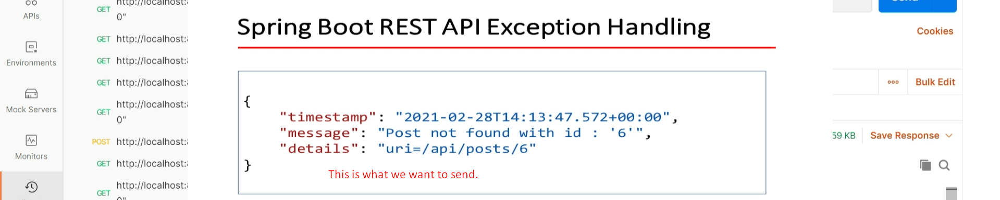 APIs
Environments
Mock Servers
Monitors
GET http://localhost:
0"
GET http://localhost:
GET http://localhost:
GET http://localhost:
GET http://localhost:
0"
POST http://localhost:
GET http://localhost:
GET http://localhost:
Spring Boot REST API Exception Handling
{
"timestamp": "2021-02-28T14:13:47.572+00:00",
"message": "Post not found with id : '6'",
"details": "uri=/api/posts/6"
}
This is what we want to send.
Cookies
ooo Bulk Edit
59 KB Save Response